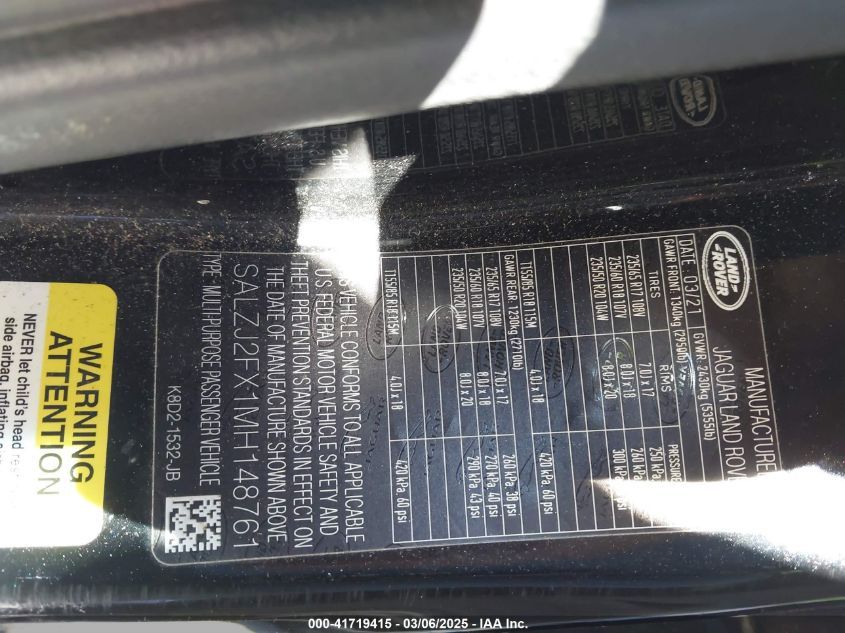 LAND ROVER
MANUFACTURE
JAGUAR LAND ROV
DATE: 03/21 GVWR: 2430kg (5355lb)
GAWR FRONT: 1340kg (2950lb)
TIRES RIMS PRESSURE
235/65 R17 108V 7.0J x 17 250 kPa,
235/60 R18 107V 8.0J x 18 240 kPa,
235/50 R20 104W 8.0J x 20 300 kPa,
T155/85 R18 115M 4.0J x 18 420 kPa, 60 psi
GAWR REAR: 1230kg (2710lb)
235/65 R17 108V 7.0J x 17 260 kPa, 38 psi
235/60 R18 107V 8.0J x 18 270 kPa, 40 psi
235/50 R20 104W 8.0J x 20 290 kPa, 43 psi
T155/85 R18 115M 4.0J x 18 420 kPa, 60 psi
VEHICLE CONFORMS TO ALL APPLICABLE
U.S. FEDERAL MOTOR VEHICLE SAFETY AND
THEFT PREVENTION STANDARDS IN EFFECT ON
THE DATE OF MANUFACTURE SHOWN ABOVE
SALZJ2FX1MH148761
TYPE: MULTI-PURPOSE PASSENGER VEHICLE
K8D2-1532-JB
WARNING
ATTENTION
NEVER let child's head
side airbag, inflating
000-41719415 - 03/06/2025 - IAA Inc.